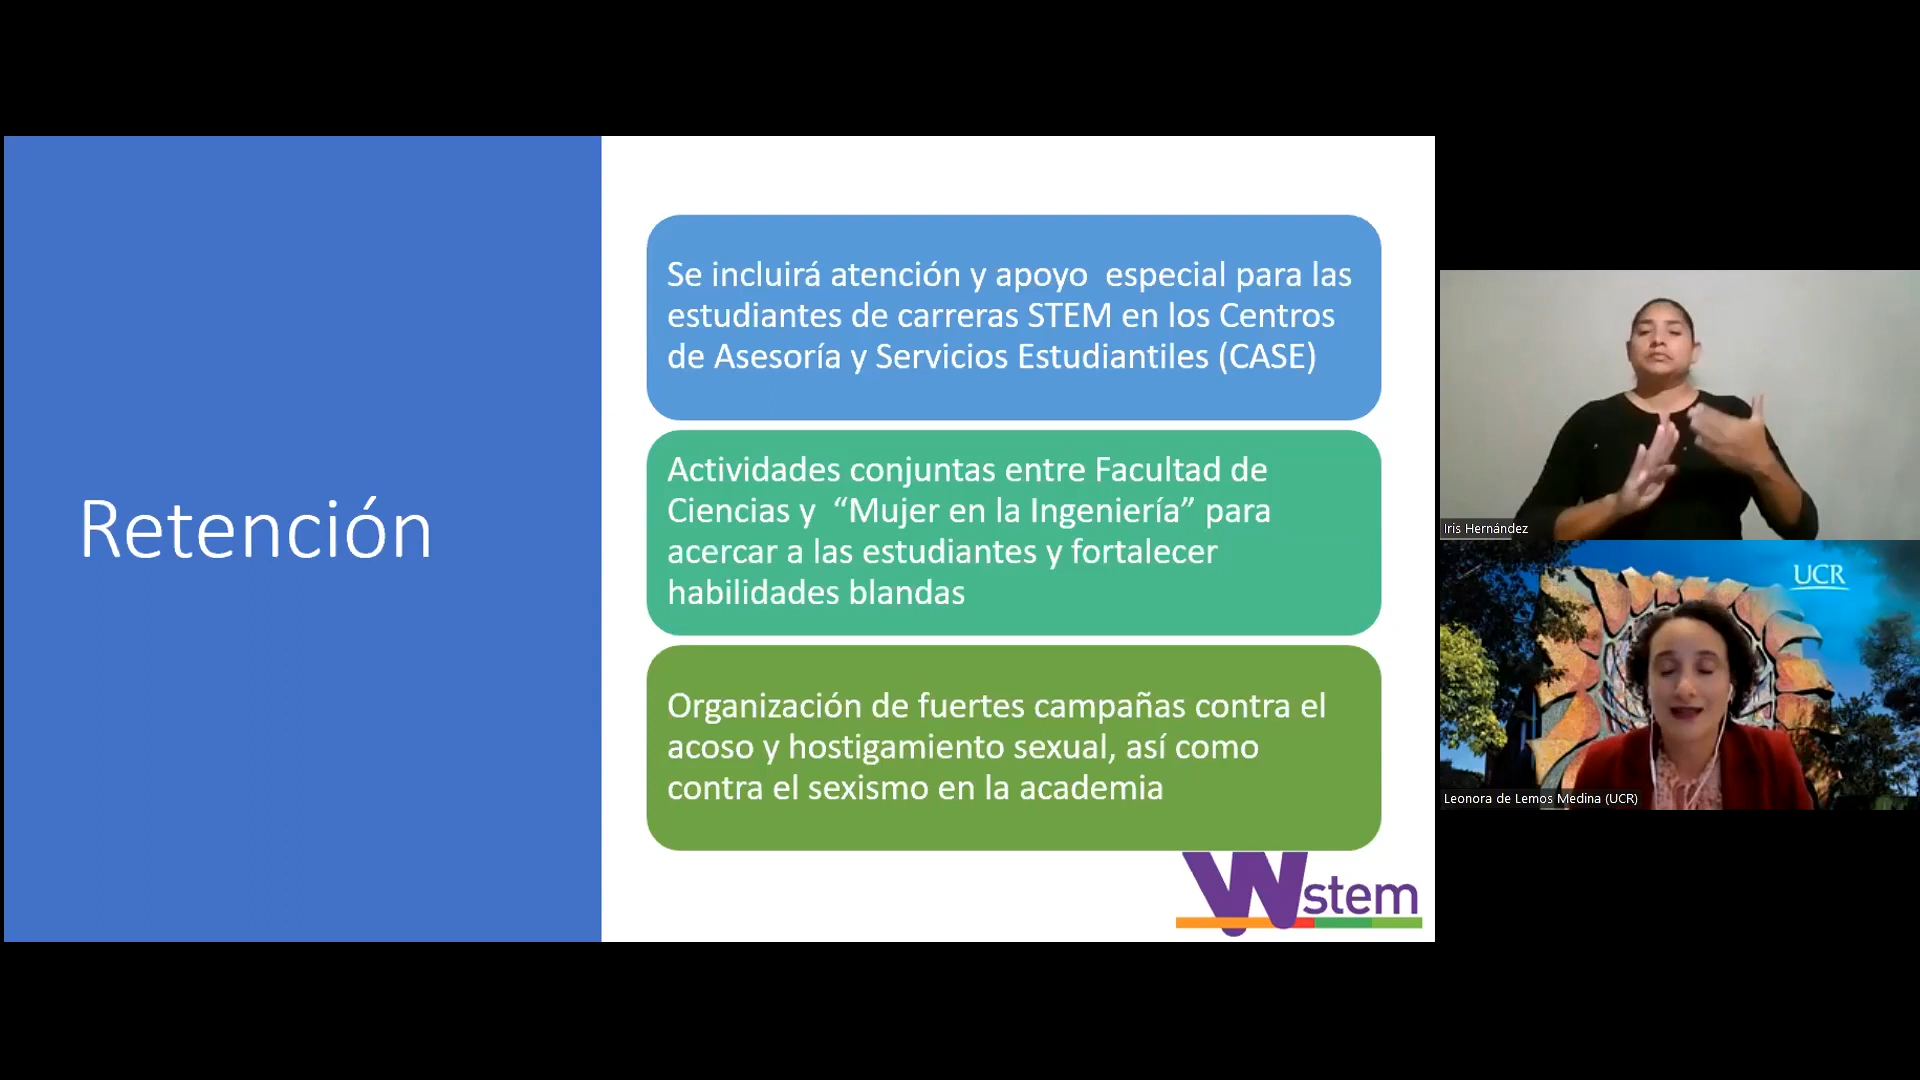 Retención
Se incluirá atención y apoyo  especial para las
estudiantes de carreras STEM en los Centros
de Asesoría y Servicios Estudiantiles (CASE)
Actividades conjuntas entre Facultad de
Ciencias y  “Mujer en la Ingeniería” para
acercar a las estudiantes y fortalecer
habilidades blandas
Organización de fuertes campañas contra el
acoso y hostigamiento sexual, así como
contra el sexismo en la academia
Wstem
Iris Hernández
UCR
Leonora de Lemos Medina (UCR)